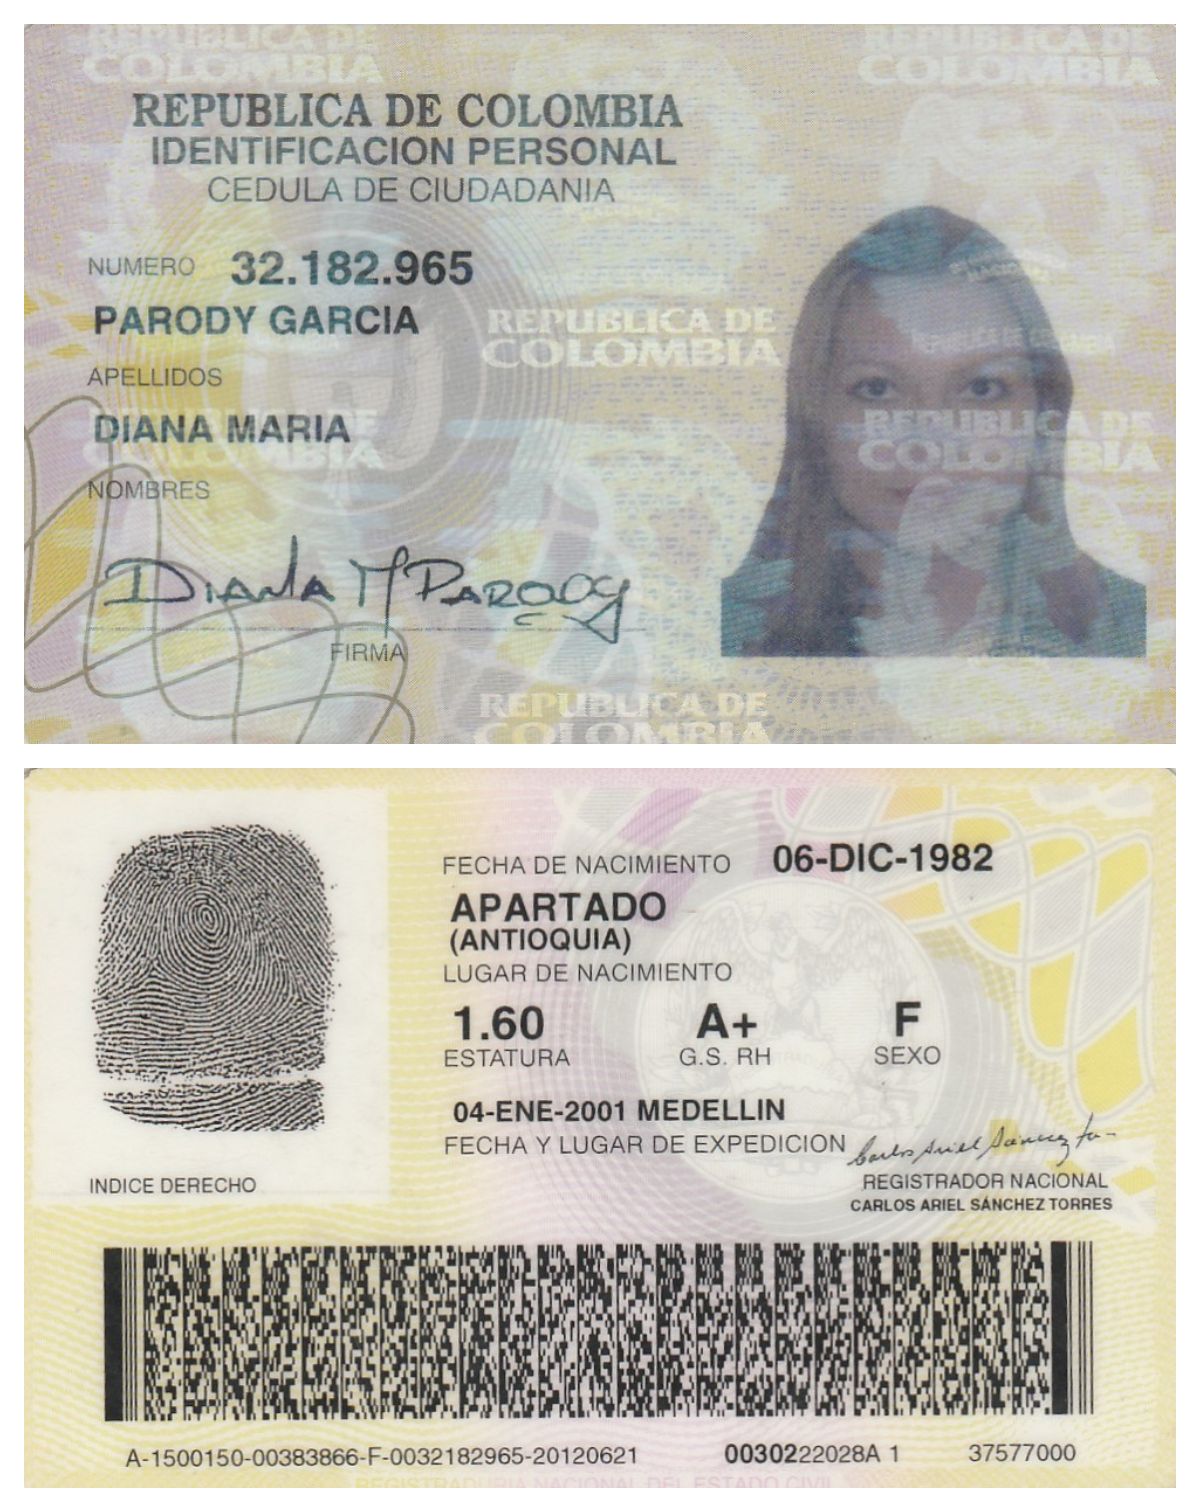 REPUBLICA DE COLOMBIA
REPUBLICA DE COLOMBIA
REPUBLICA DE COLOMBIA
IDENTIFICACION PERSONAL
CEDULA DE CIUDADANIA
NUMERO 32.182.965
PARODY GARCIA
REPUBLICA DE COLOMBIA
APELLIDOS
DIANA MARIA
REPUBLICA DE COLOMBIA
NOMBRES
Diana M Parody
FIRMA
REPUBLICA DE COLOMBIA
FECHA DE NACIMIENTO 06-DIC-1982
APARTADO
(ANTIOQUIA)
LUGAR DE NACIMIENTO
1.60 A+ F
ESTATURA G.S. RH SEXO
04-ENE-2001 MEDELLIN
FECHA Y LUGAR DE EXPEDICION
Carlos Ariel Sánchez
REGISTRADOR NACIONAL
CARLOS ARIEL SÁNCHEZ TORRES
INDICE DERECHO
A-1500150-00383866-F-0032182965-20120621 0030222028A 1 37577000
REGISTRADURIA NACIONAL DEL ESTADO CIVIL